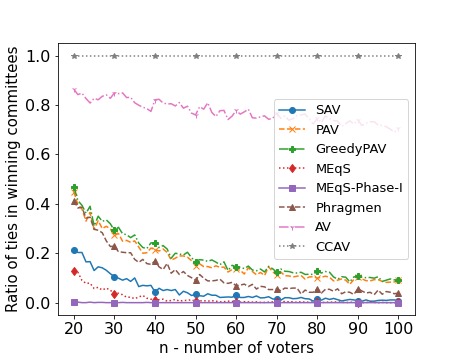 Ratio of ties in winning committees
1.0
0.8
0.6
0.4
0.2
0.0
SAV
PAV
GreedyPAV
MEqS
MEqS-Phase-I
Phragmen
AV
CCAV
20 30 40 50 60 70 80 90 100
n - number of voters